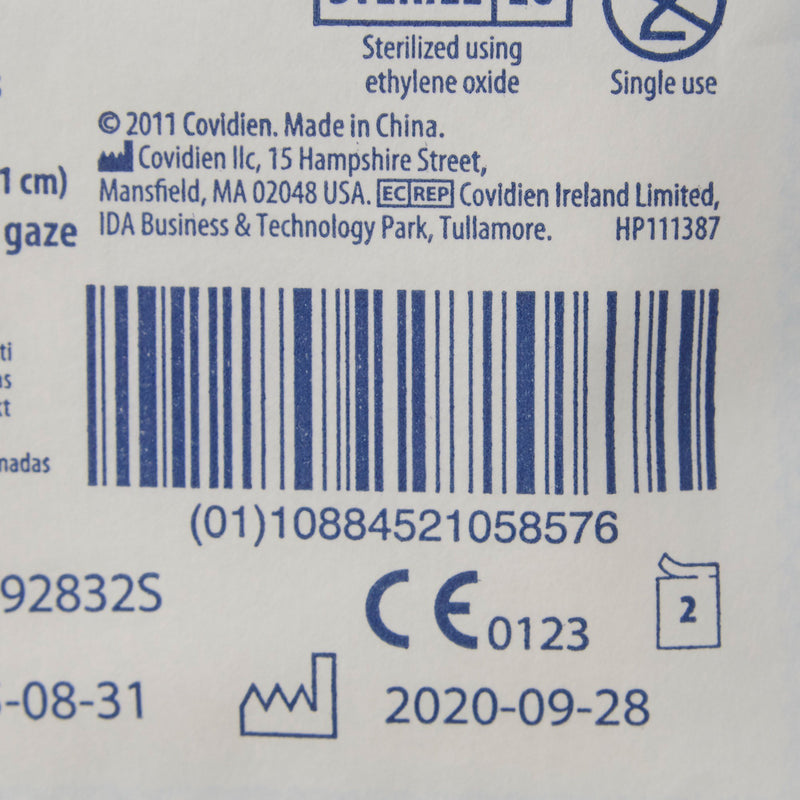 Sterilized using
ethylene oxide
Single use
© 2011 Covidien. Made in China.
Covidien llc, 15 Hampshire Street,
1 cm)
Mansfield, MA 02048 USA. EC REP Covidien Ireland Limited,
gaze
IDA Business & Technology Park, Tullamore. HP111387
(01)10884521058576
92832S
CE 0123
2
-08-31
2020-09-28